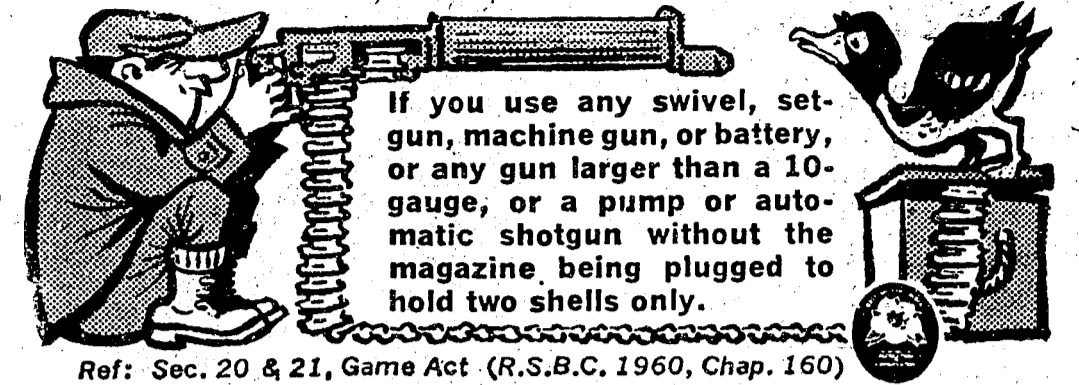 If you use any swivel, set-
gun, machine gun, or battery,
or any gun larger than a 10-
gauge, or a pump or auto-
matic shotgun without the
magazine being plugged to
hold two shells only.
Ref: Sec. 20 & 21, Game Act (R.S.B.C. 1960, Chap. 160)